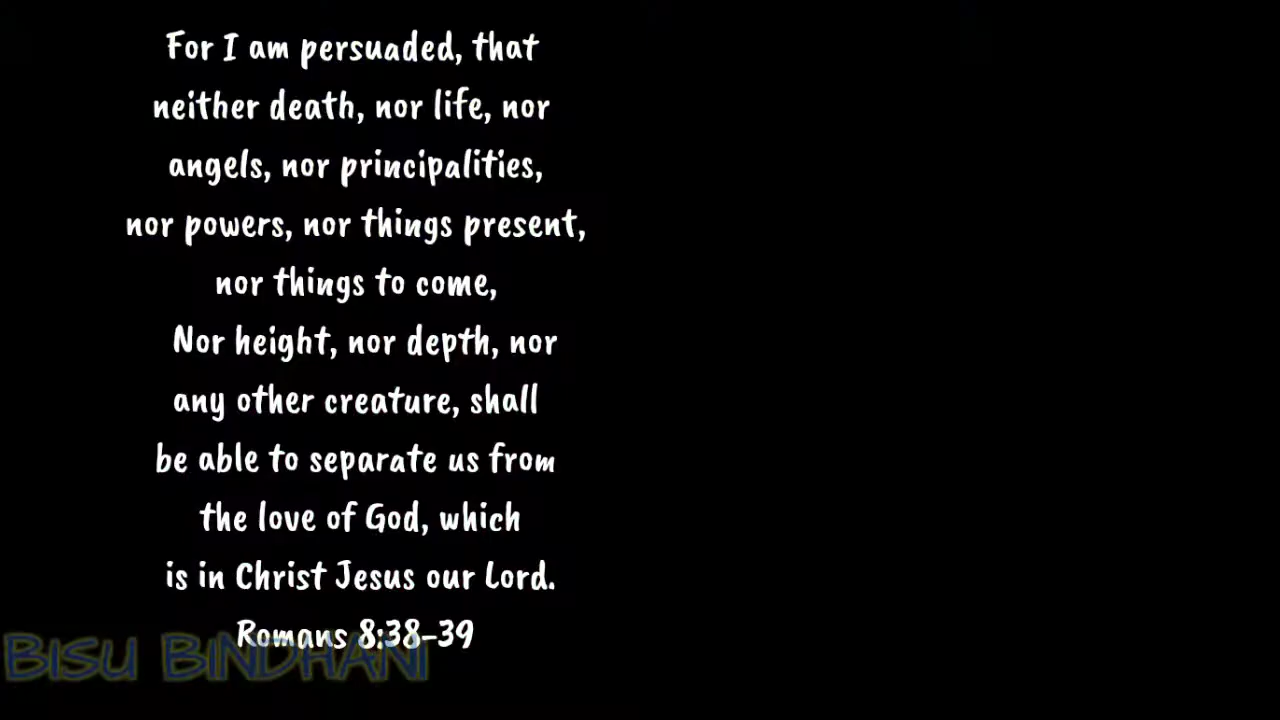 For I am persuaded, that
neither death, nor life, nor
angels, nor principalities,
nor powers, nor things present,
nor things to come,
Nor height, nor depth, nor
any other creature, shall
be able to separate us from
the love of God, which
is in Christ Jesus our Lord.
Romans 8:38-39
BISU BINDHANI